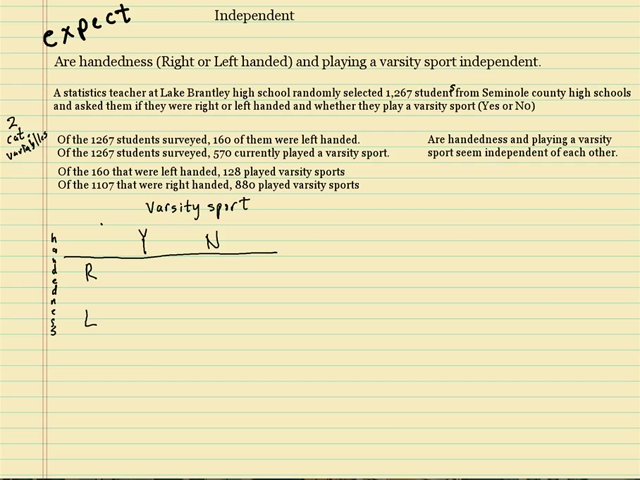 expect
Independent
Are handedness (Right or Left handed) and playing a varsity sport independent.
A statistics teacher at Lake Brantley high school randomly selected 1,267 students from Seminole county high schools
and asked them if they were right or left handed and whether they play a varsity sport (Yes or No)
2
cat.
variables
Of the 1267 students surveyed, 160 of them were left handed.
Of the 1267 students surveyed, 570 currently played a varsity sport.
Are handedness and playing a varsity
sport seem independent of each other.
Of the 160 that were left handed, 128 played varsity sports
Of the 1107 that were right handed, 880 played varsity sports
Varsity sport
Y N
handedness
R
L